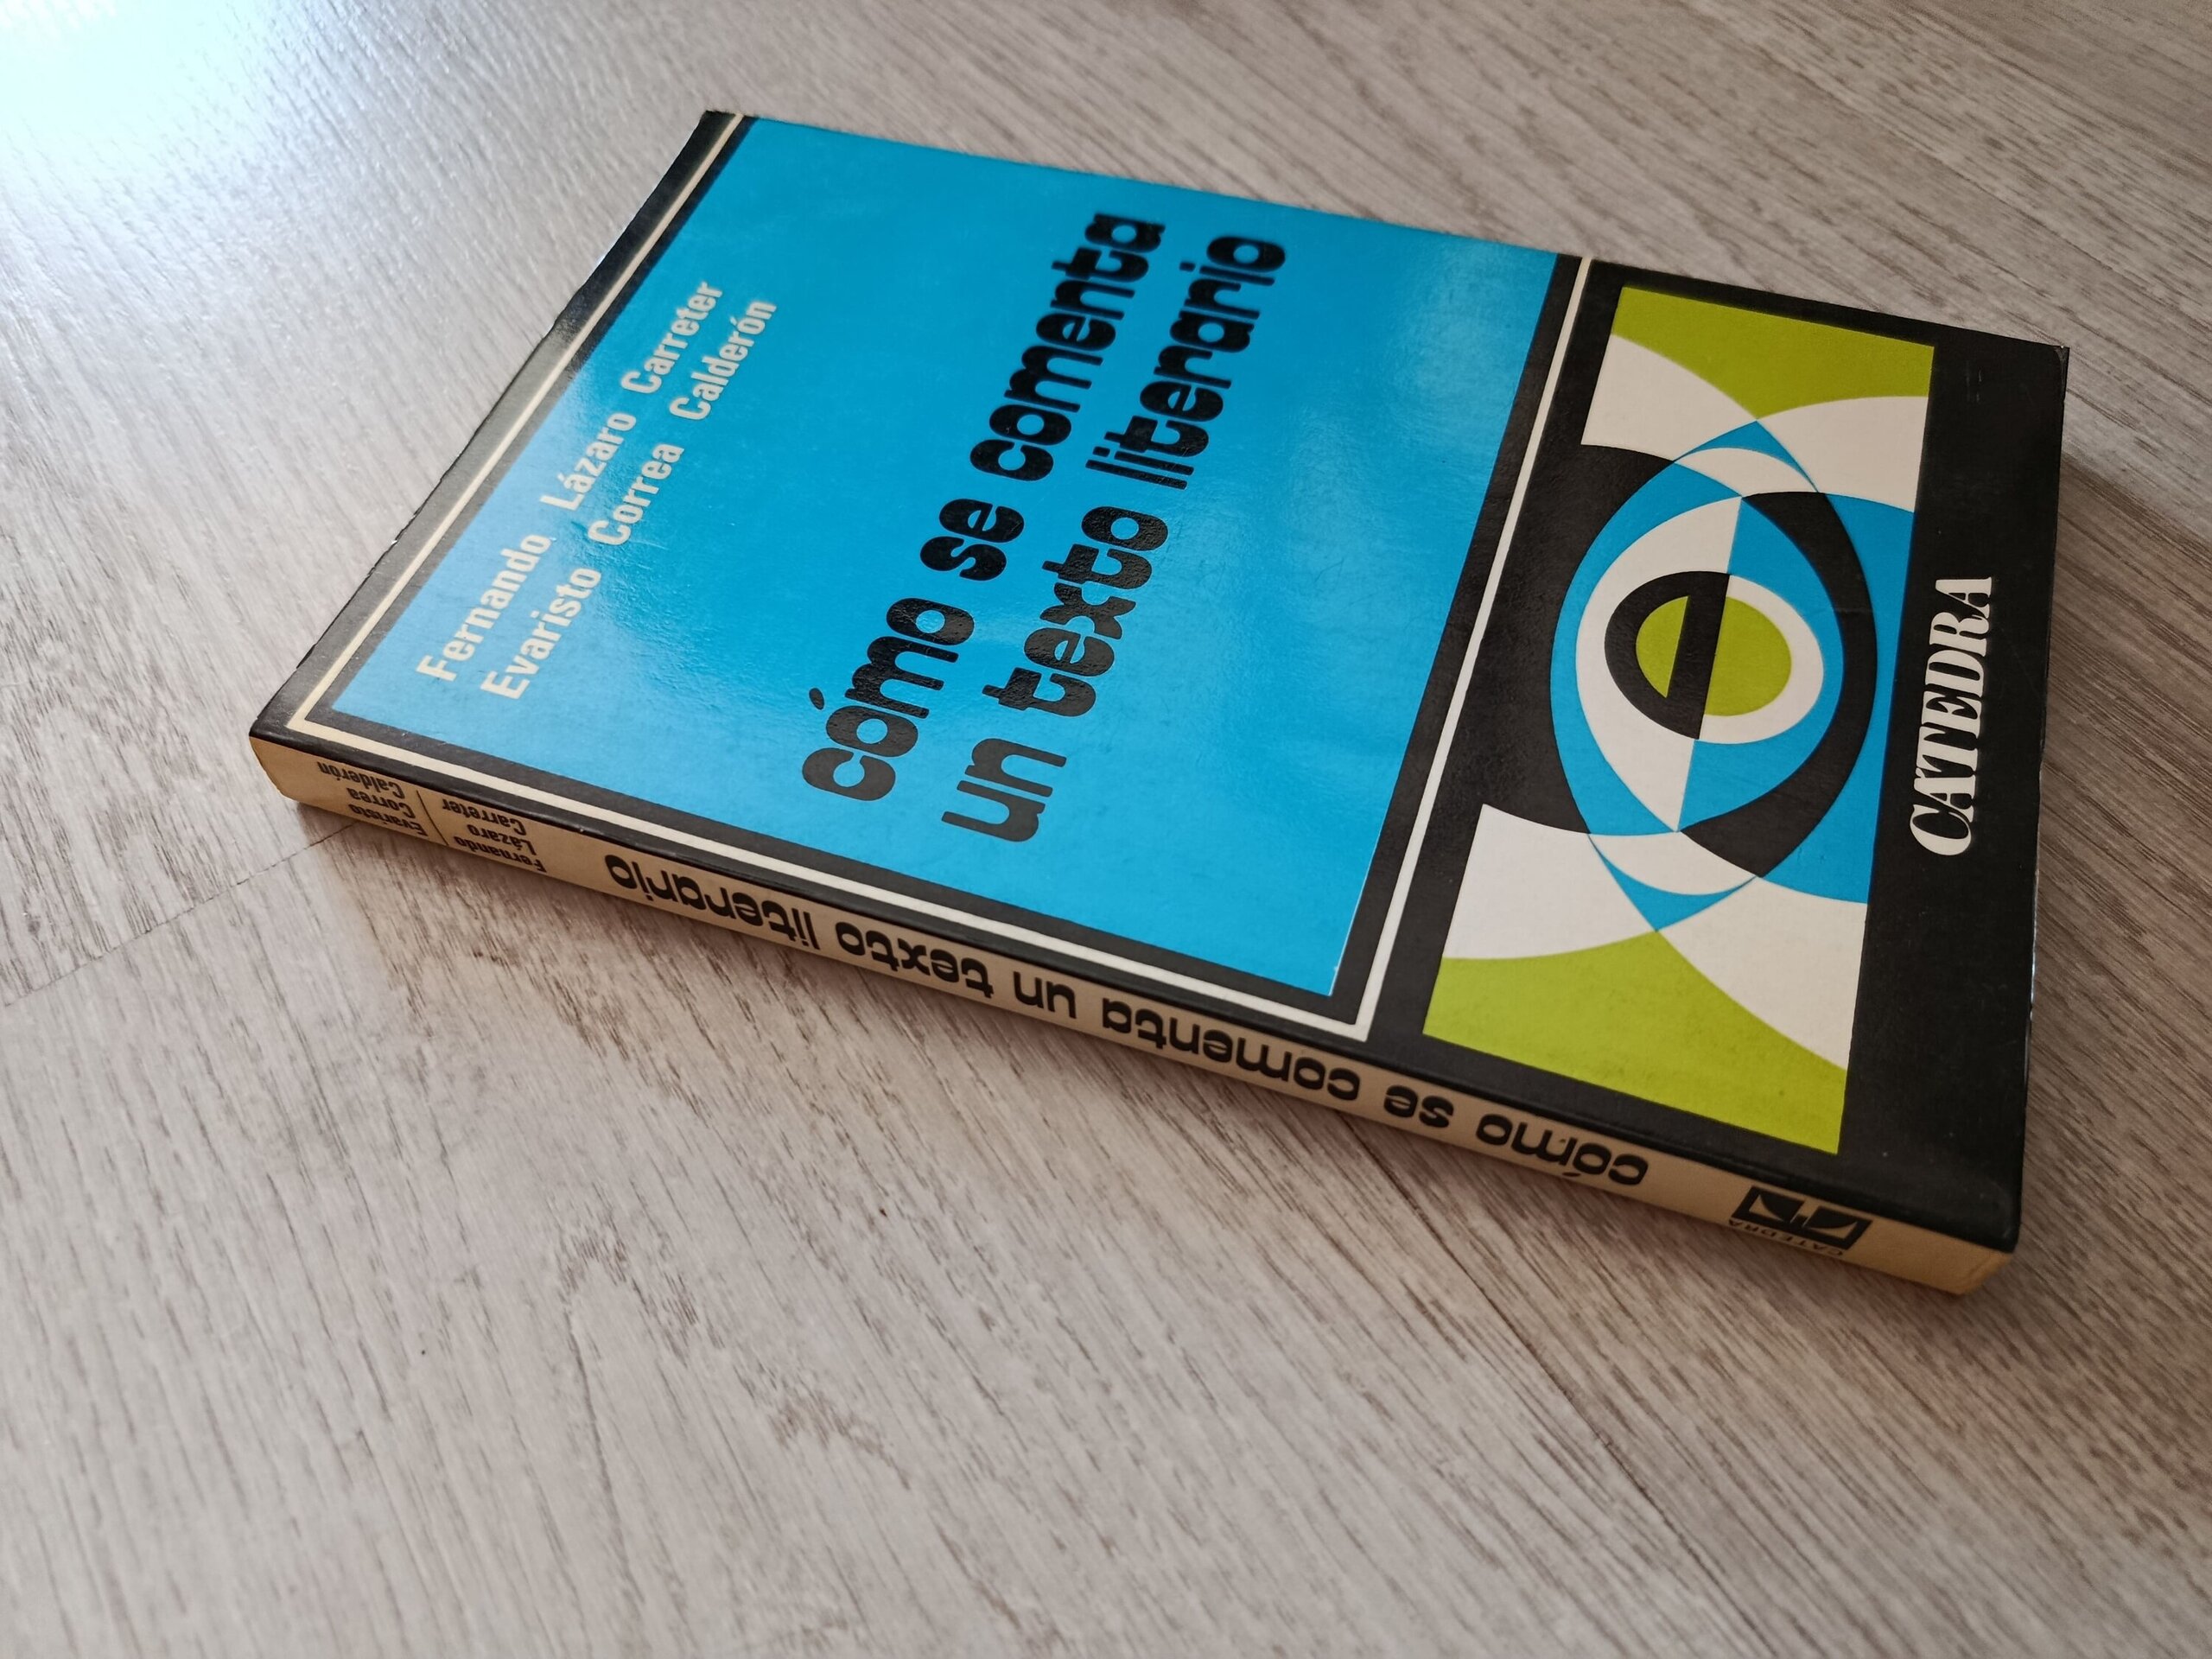 Fernando Lázaro Carreter
Evaristo Correa Calderón
cómo se comenta
un texto literario
e
CATEDRA
Fernando
Lázaro
Carreter
Evaristo
Correa
Calderón
cómo se comenta un texto literario
CATEDRA